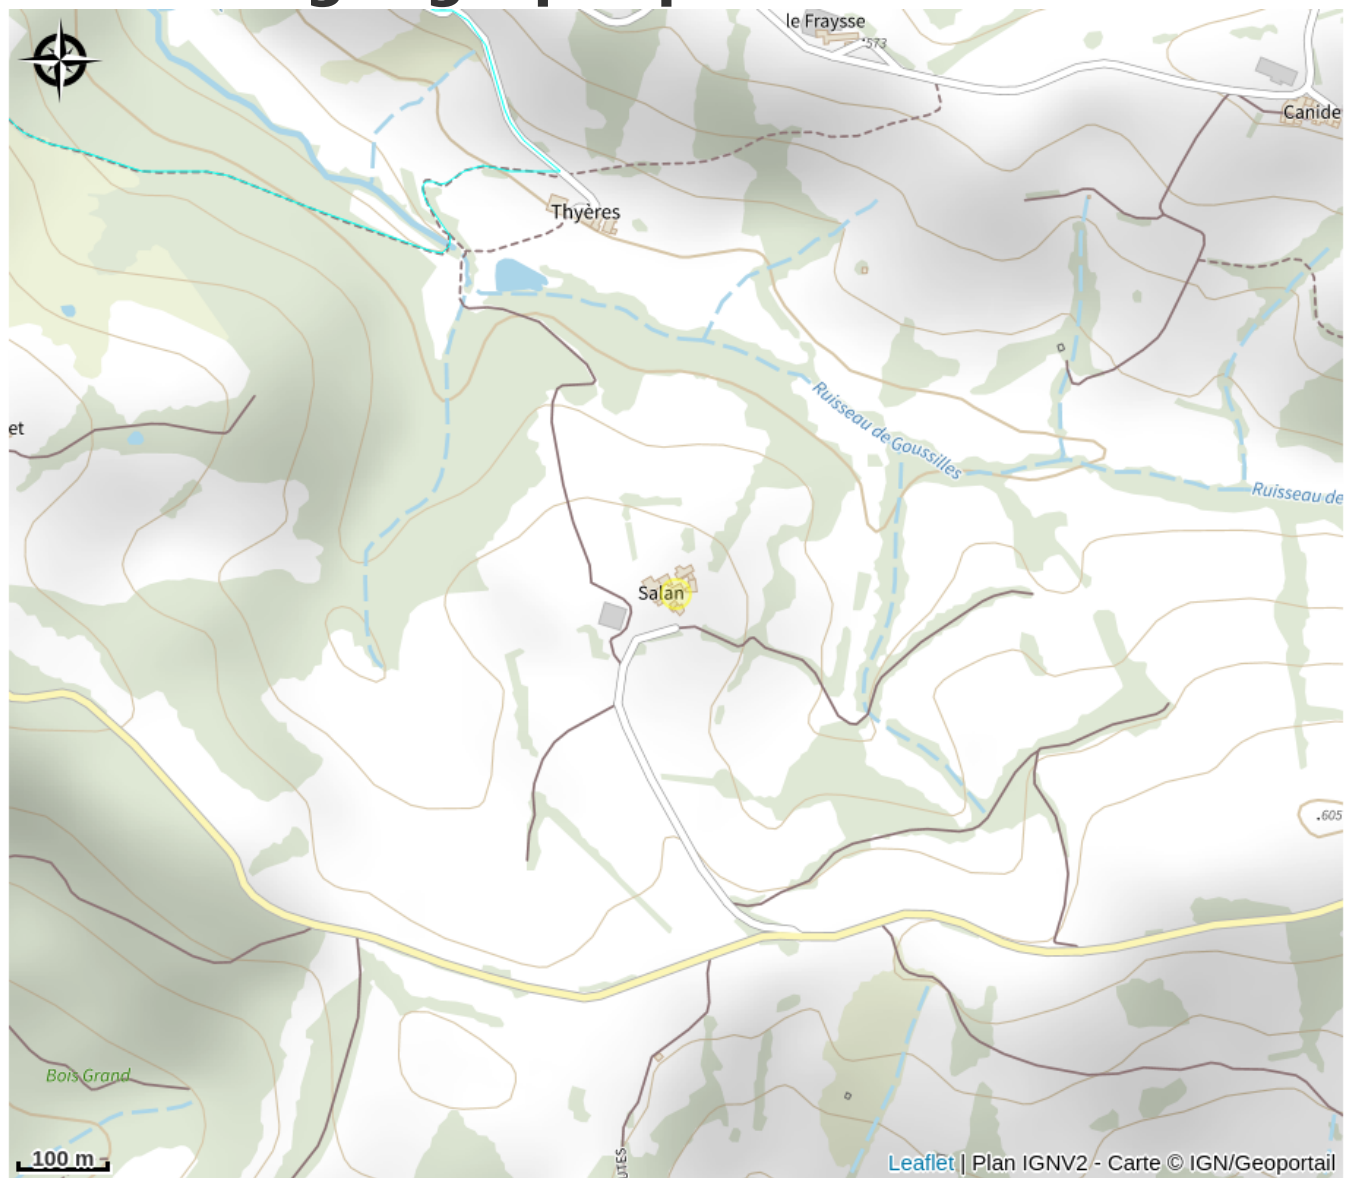 le Fraysse
573
Canide
Thyères
et
Ruisseau de Goussilles
Ruisseau de
Salan
605
Bois Grand
UTES
100 m
Leaflet | Plan IGNV2 - Carte © IGN/Geoportail